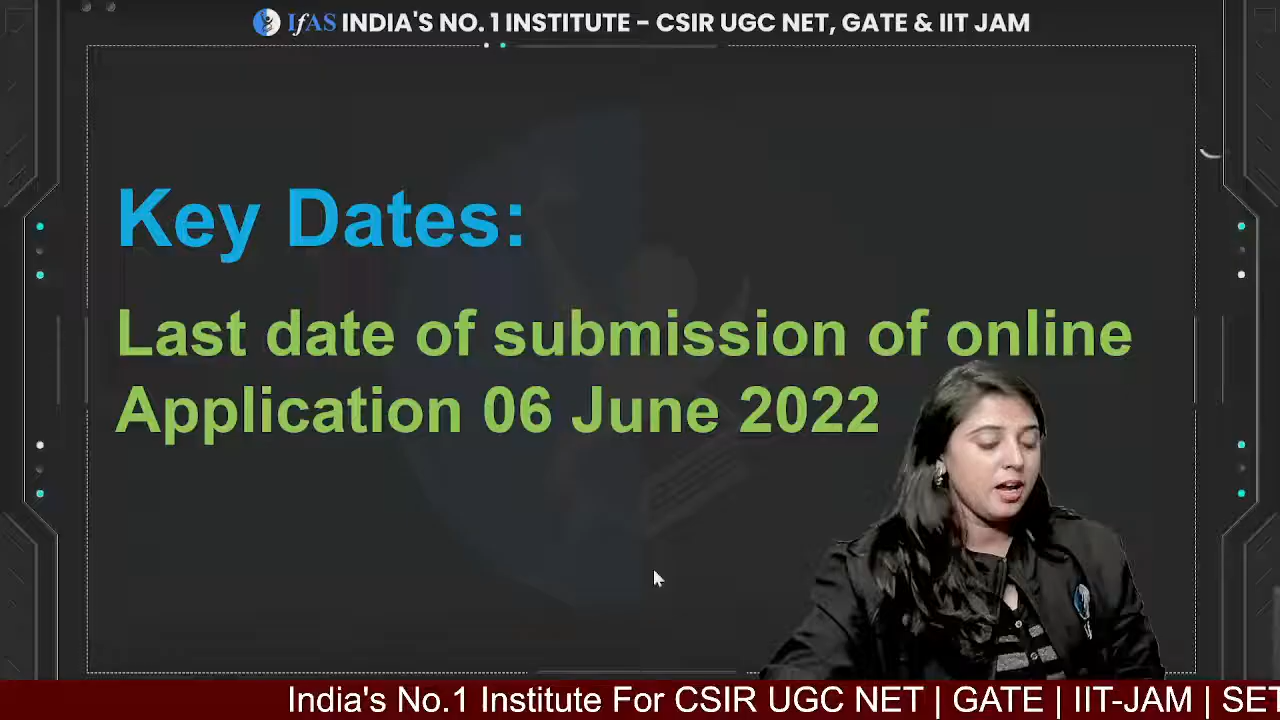 IfAS INDIA'S NO. 1 INSTITUTE - CSIR UGC NET, GATE & IIT JAM
Key Dates:
Last date of submission of online
Application 06 June 2022
India's No.1 Institute For CSIR UGC NET | GATE | IIT-JAM | SET